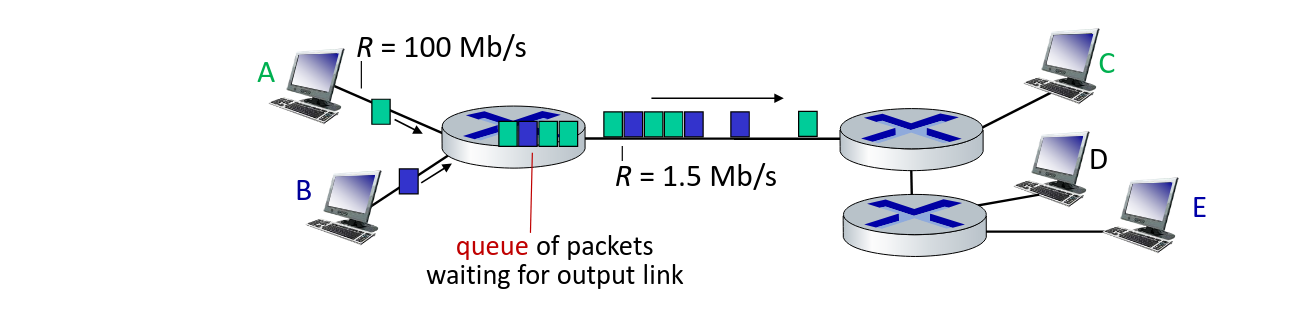 R = 100 Mb/s
A
C
D
R = 1.5 Mb/s
B
E
queue of packets
waiting for output link